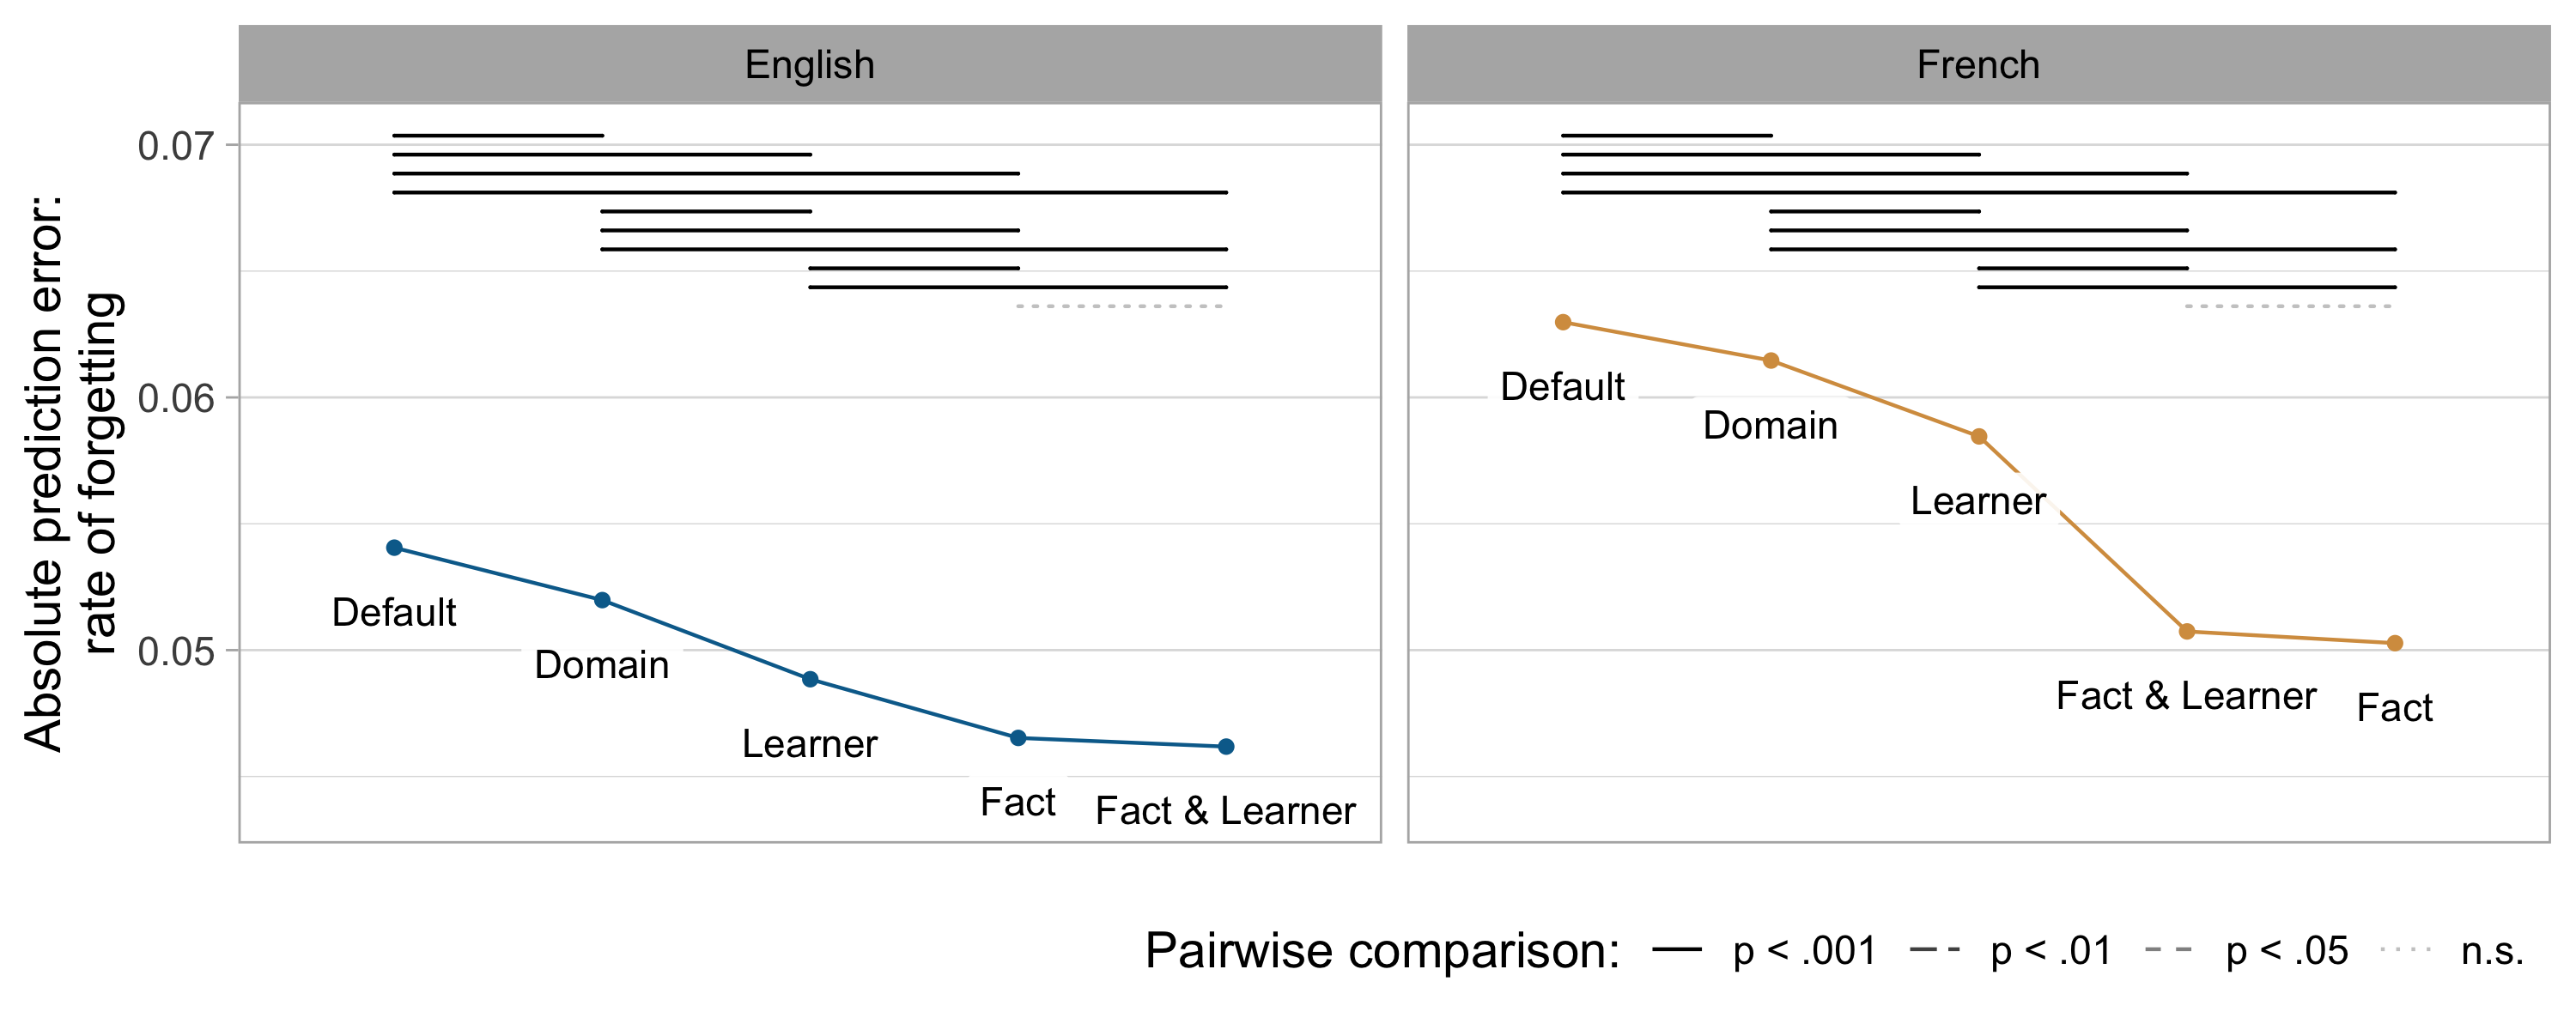 English
French
Absolute prediction error:
rate of forgetting
0.07
0.06
0.05
Default
Domain
Learner
Fact
Fact & Learner
Default
Domain
Learner
Fact & Learner
Fact
Pairwise comparison: p < .001 p < .01 p < .05 n.s.